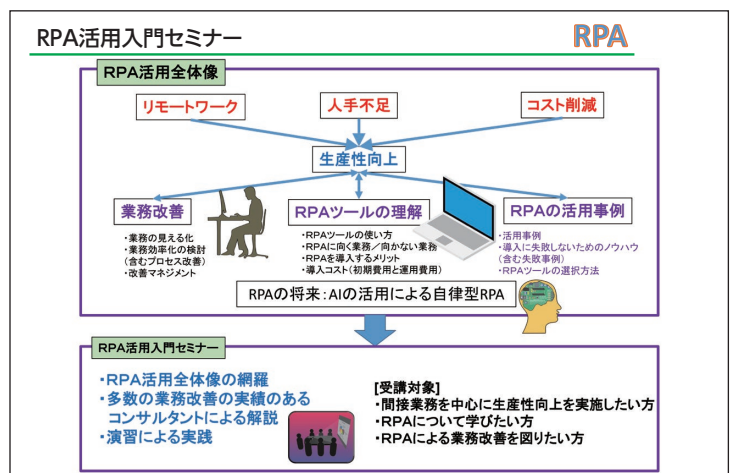 RPA活用入門セミナー
RPA
RPA活用全体像
リモートワーク
人手不足
コスト削減
生産性向上
業務改善
・業務の見える化
・業務効率化の検討
(含むプロセス改善)
・改善マネジメント
RPAツールの理解
・RPAツールの使い方
・RPAに向く業務/向かない業務
・RPAを導入するメリット
・導入コスト(初期費用と運用費用)
RPAの活用事例
・活用事例
・導入に失敗しないためのノウハウ
(含む失敗事例)
・RPAツールの選択方法
RPAの将来:AIの活用による自律型RPA
RPA活用入門セミナー
・RPA活用全体像の網羅
・多数の業務改善の実績のある
コンサルタントによる解説
・演習による実践
[受講対象]
・間接業務を中心に生産性向上を実施したい方
・RPAについて学びたい方
・RPAによる業務改善を図りたい方